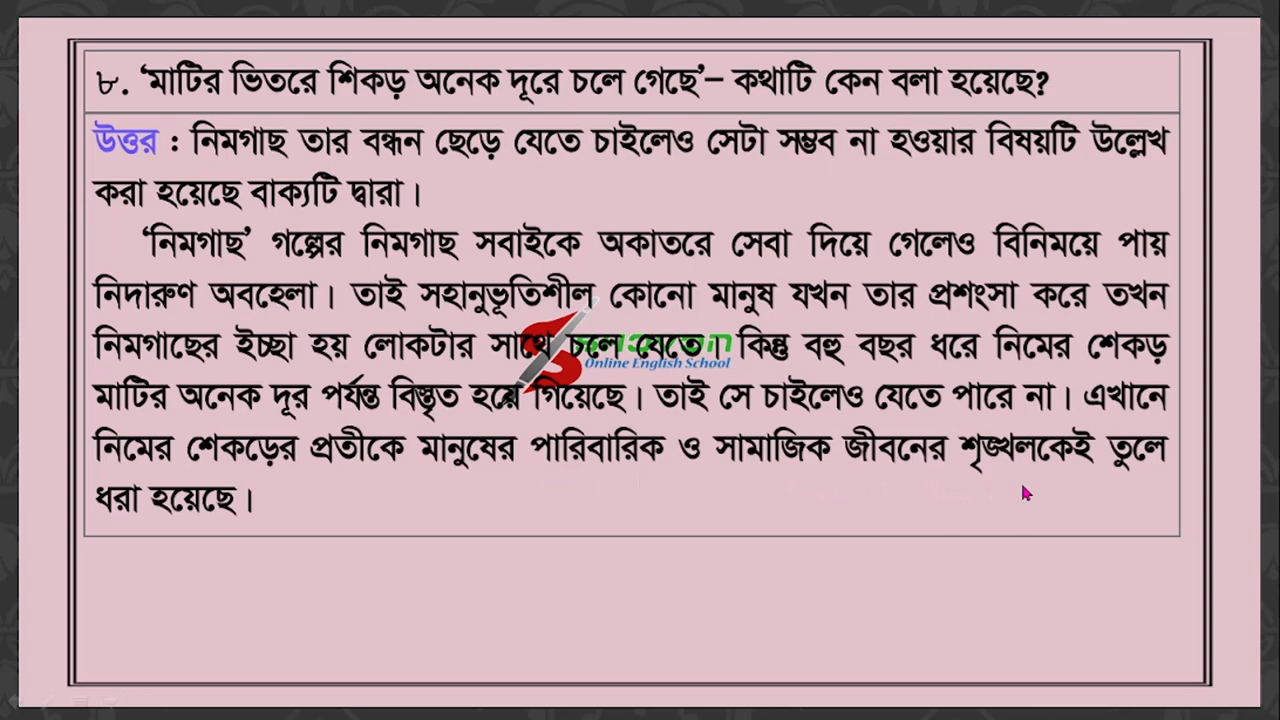 ৮. ‘মাটির ভিতরে শিকড় অনেক দূরে চলে গেছে’– কথাটি কেন বলা হয়েছে?
উত্তর : নিমগাছ তার বন্ধন ছেড়ে যেতে চাইলেও সেটা সম্ভব না হওয়ার বিষয়টি উল্লেখ
করা হয়েছে বাক্যটি দ্বারা।
‘নিমগাছ’ গল্পের নিমগাছ সবাইকে অকাতরে সেবা দিয়ে গেলেও বিনিময়ে পায়
নিদারুণ অবহেলা। তাই সহানুভূতিশীল কোনো মানুষ যখন তার প্রশংসা করে তখন
নিমগাছের ইচ্ছা হয় লোকটার সাথে চলে যেতে। কিন্তু বহু বছর ধরে নিমের শেকড়
Online English School
মাটির অনেক দূর পর্যন্ত বিস্তৃত হয়ে গিয়েছে। তাই সে চাইলেও যেতে পারে না। এখানে
নিমের শেকড়ের প্রতীকে মানুষের পারিবারিক ও সামাজিক জীবনের শৃঙ্খলকেই তুলে
ধরা হয়েছে।